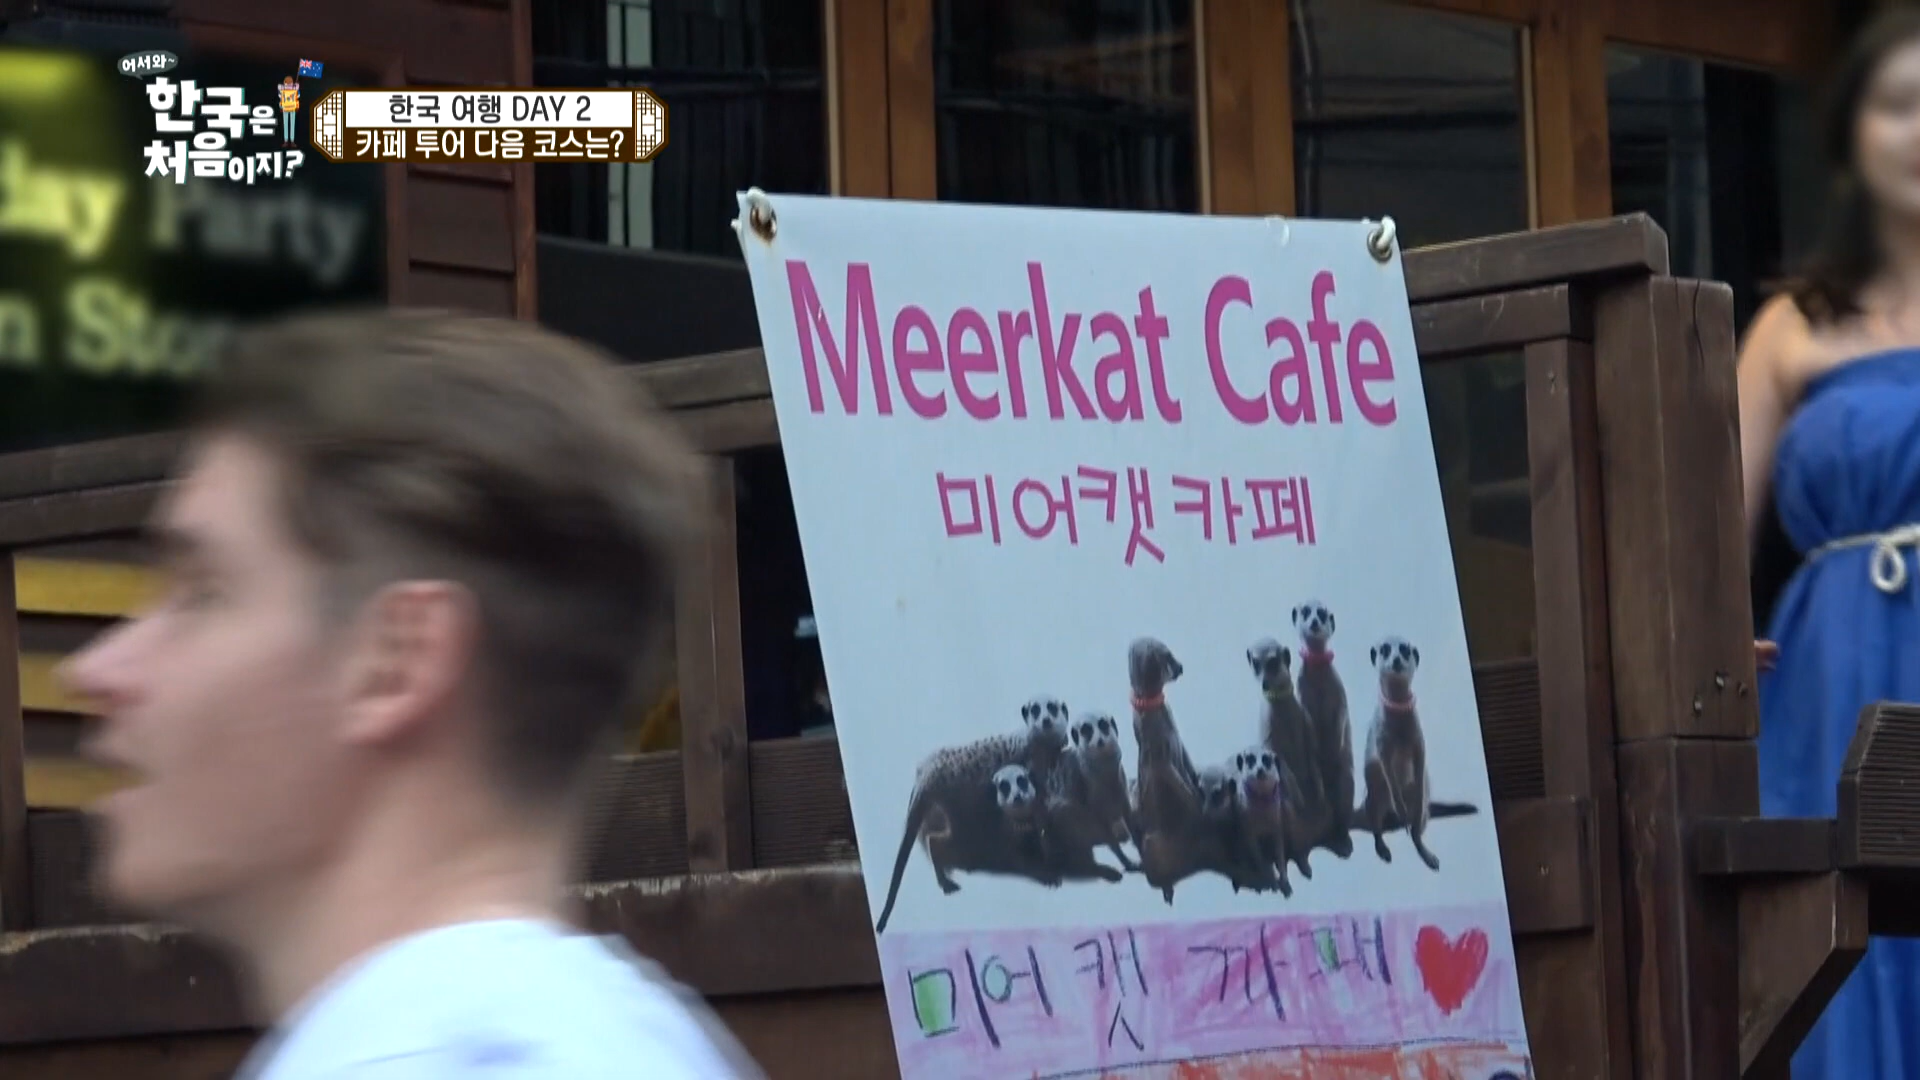 어서와~
한국은
처음이지?
한국 여행 DAY 2
카페 투어 다음 코스는?
Party
Meerkat Cafe
미어캣 카페
미어 캣 까페